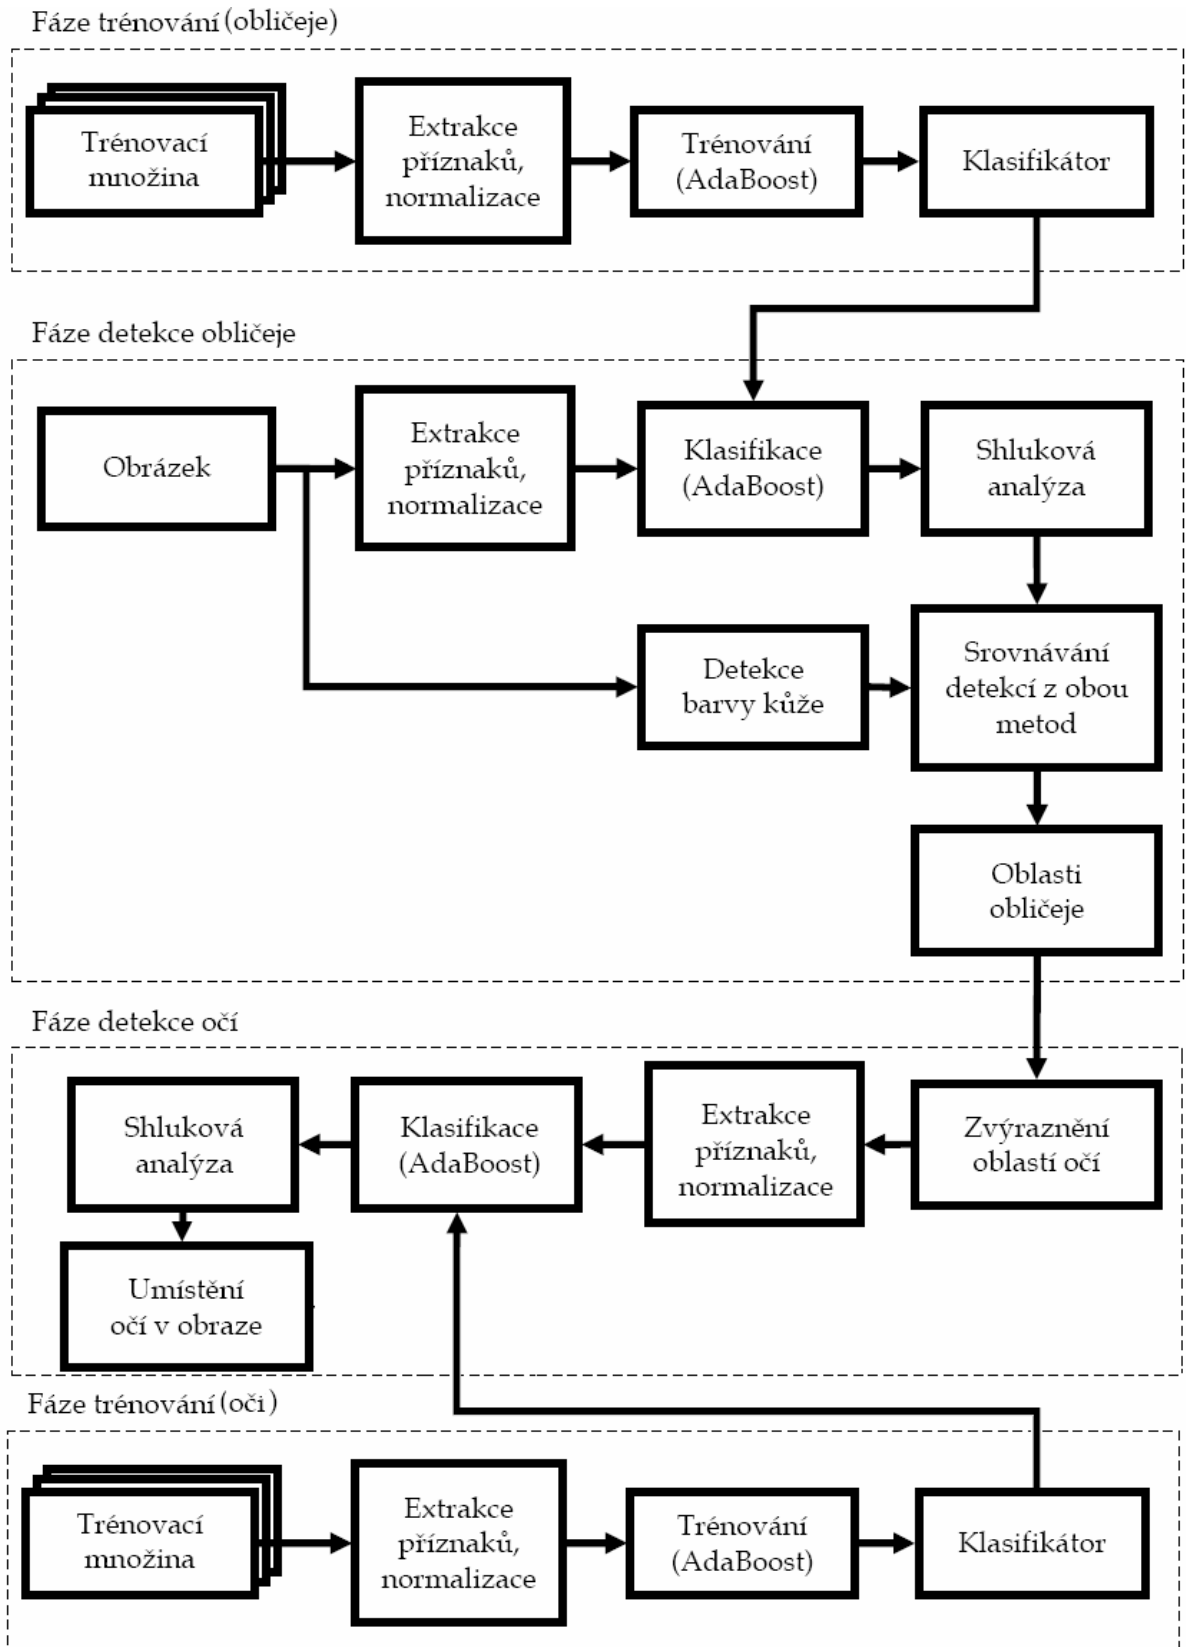 Fáze trénování (obličeje)
Trénovací
množina
Extrakce
příznaků,
normalizace
Trénování
(AdaBoost)
Klasifikátor
Fáze detekce obličeje
Obrázek
Extrakce
příznaků,
normalizace
Klasifikace
(AdaBoost)
Shluková
analýza
Detekce
barvy kůže
Srovnávání
detekcí z obou
metod
Oblasti
obličeje
Fáze detekce očí
Shluková
analýza
Klasifikace
(AdaBoost)
Extrakce
příznaků,
normalizace
Zvýraznění
oblastí očí
Umístění
očí v obraze
Fáze trénování (oči)
Trénovací
množina
Extrakce
příznaků,
normalizace
Trénování
(AdaBoost)
Klasifikátor